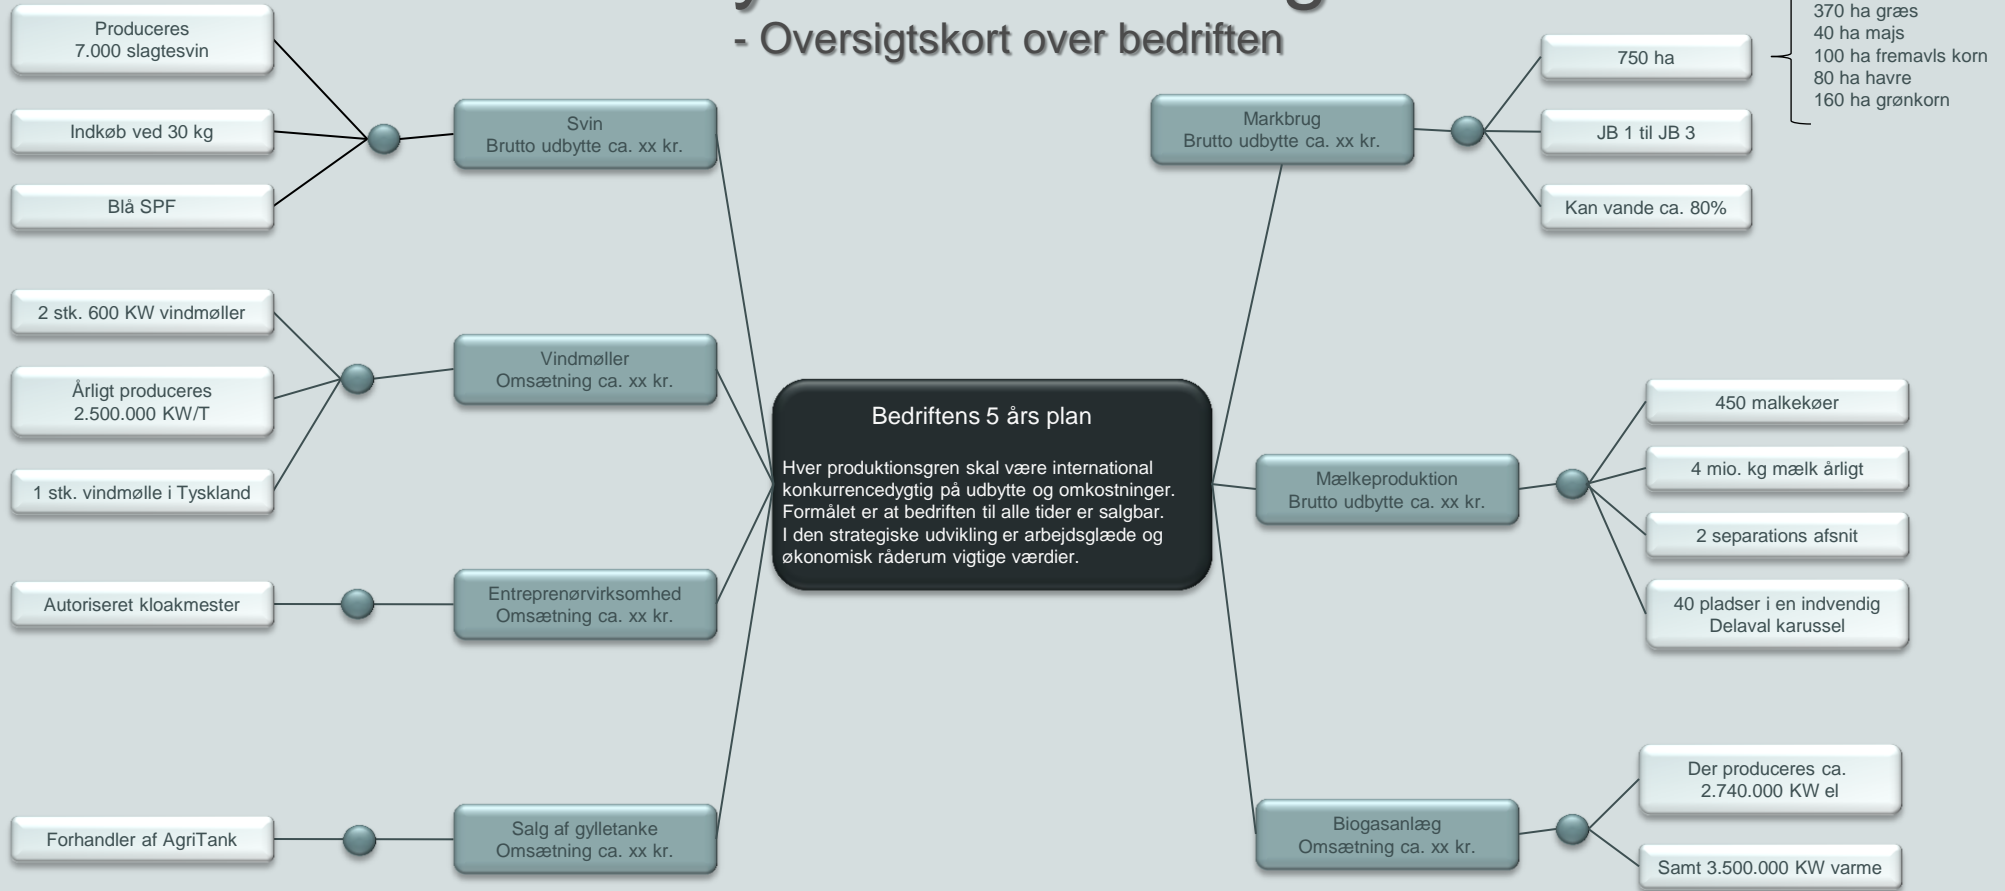 - Oversigtskort over bedriften
Produceres
7.000 slagtesvin
Indkøb ved 30 kg
Blå SPF
Svin
Brutto udbytte ca. xx kr.
2 stk. 600 KW vindmøller
Årligt produceres
2.500.000 KW/T
1 stk. vindmølle i Tyskland
Vindmøller
Omsætning ca. xx kr.
Autoriseret kloakmester
Entreprenørvirksomhed
Omsætning ca. xx kr.
Forhandler af AgriTank
Salg af gylletanke
Omsætning ca. xx kr.
Bedriftens 5 års plan
Hver produktionsgren skal være international
konkurrencedygtig på udbytte og omkostninger.
Formålet er at bedriften til alle tider er salgbar.
I den strategiske udvikling er arbejdsglæde og
økonomisk råderum vigtige værdier.
Markbrug
Brutto udbytte ca. xx kr.
750 ha
JB 1 til JB 3
Kan vande ca. 80%
370 ha græs
40 ha majs
100 ha fremavls korn
80 ha havre
160 ha grønkorn
Mælkeproduktion
Brutto udbytte ca. xx kr.
450 malkekøer
4 mio. kg mælk årligt
2 separations afsnit
40 pladser i en indvendig
Delaval karussel
Biogasanlæg
Omsætning ca. xx kr.
Der produceres ca.
2.740.000 KW el
Samt 3.500.000 KW varme